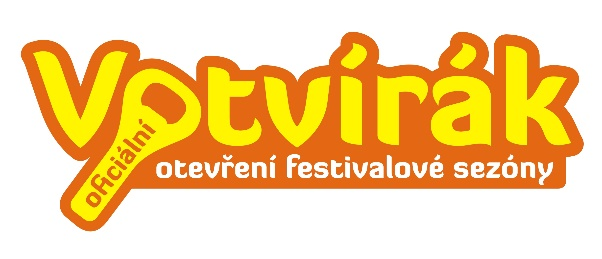 Votvírák
oficiální
otevření festivalové sezóny